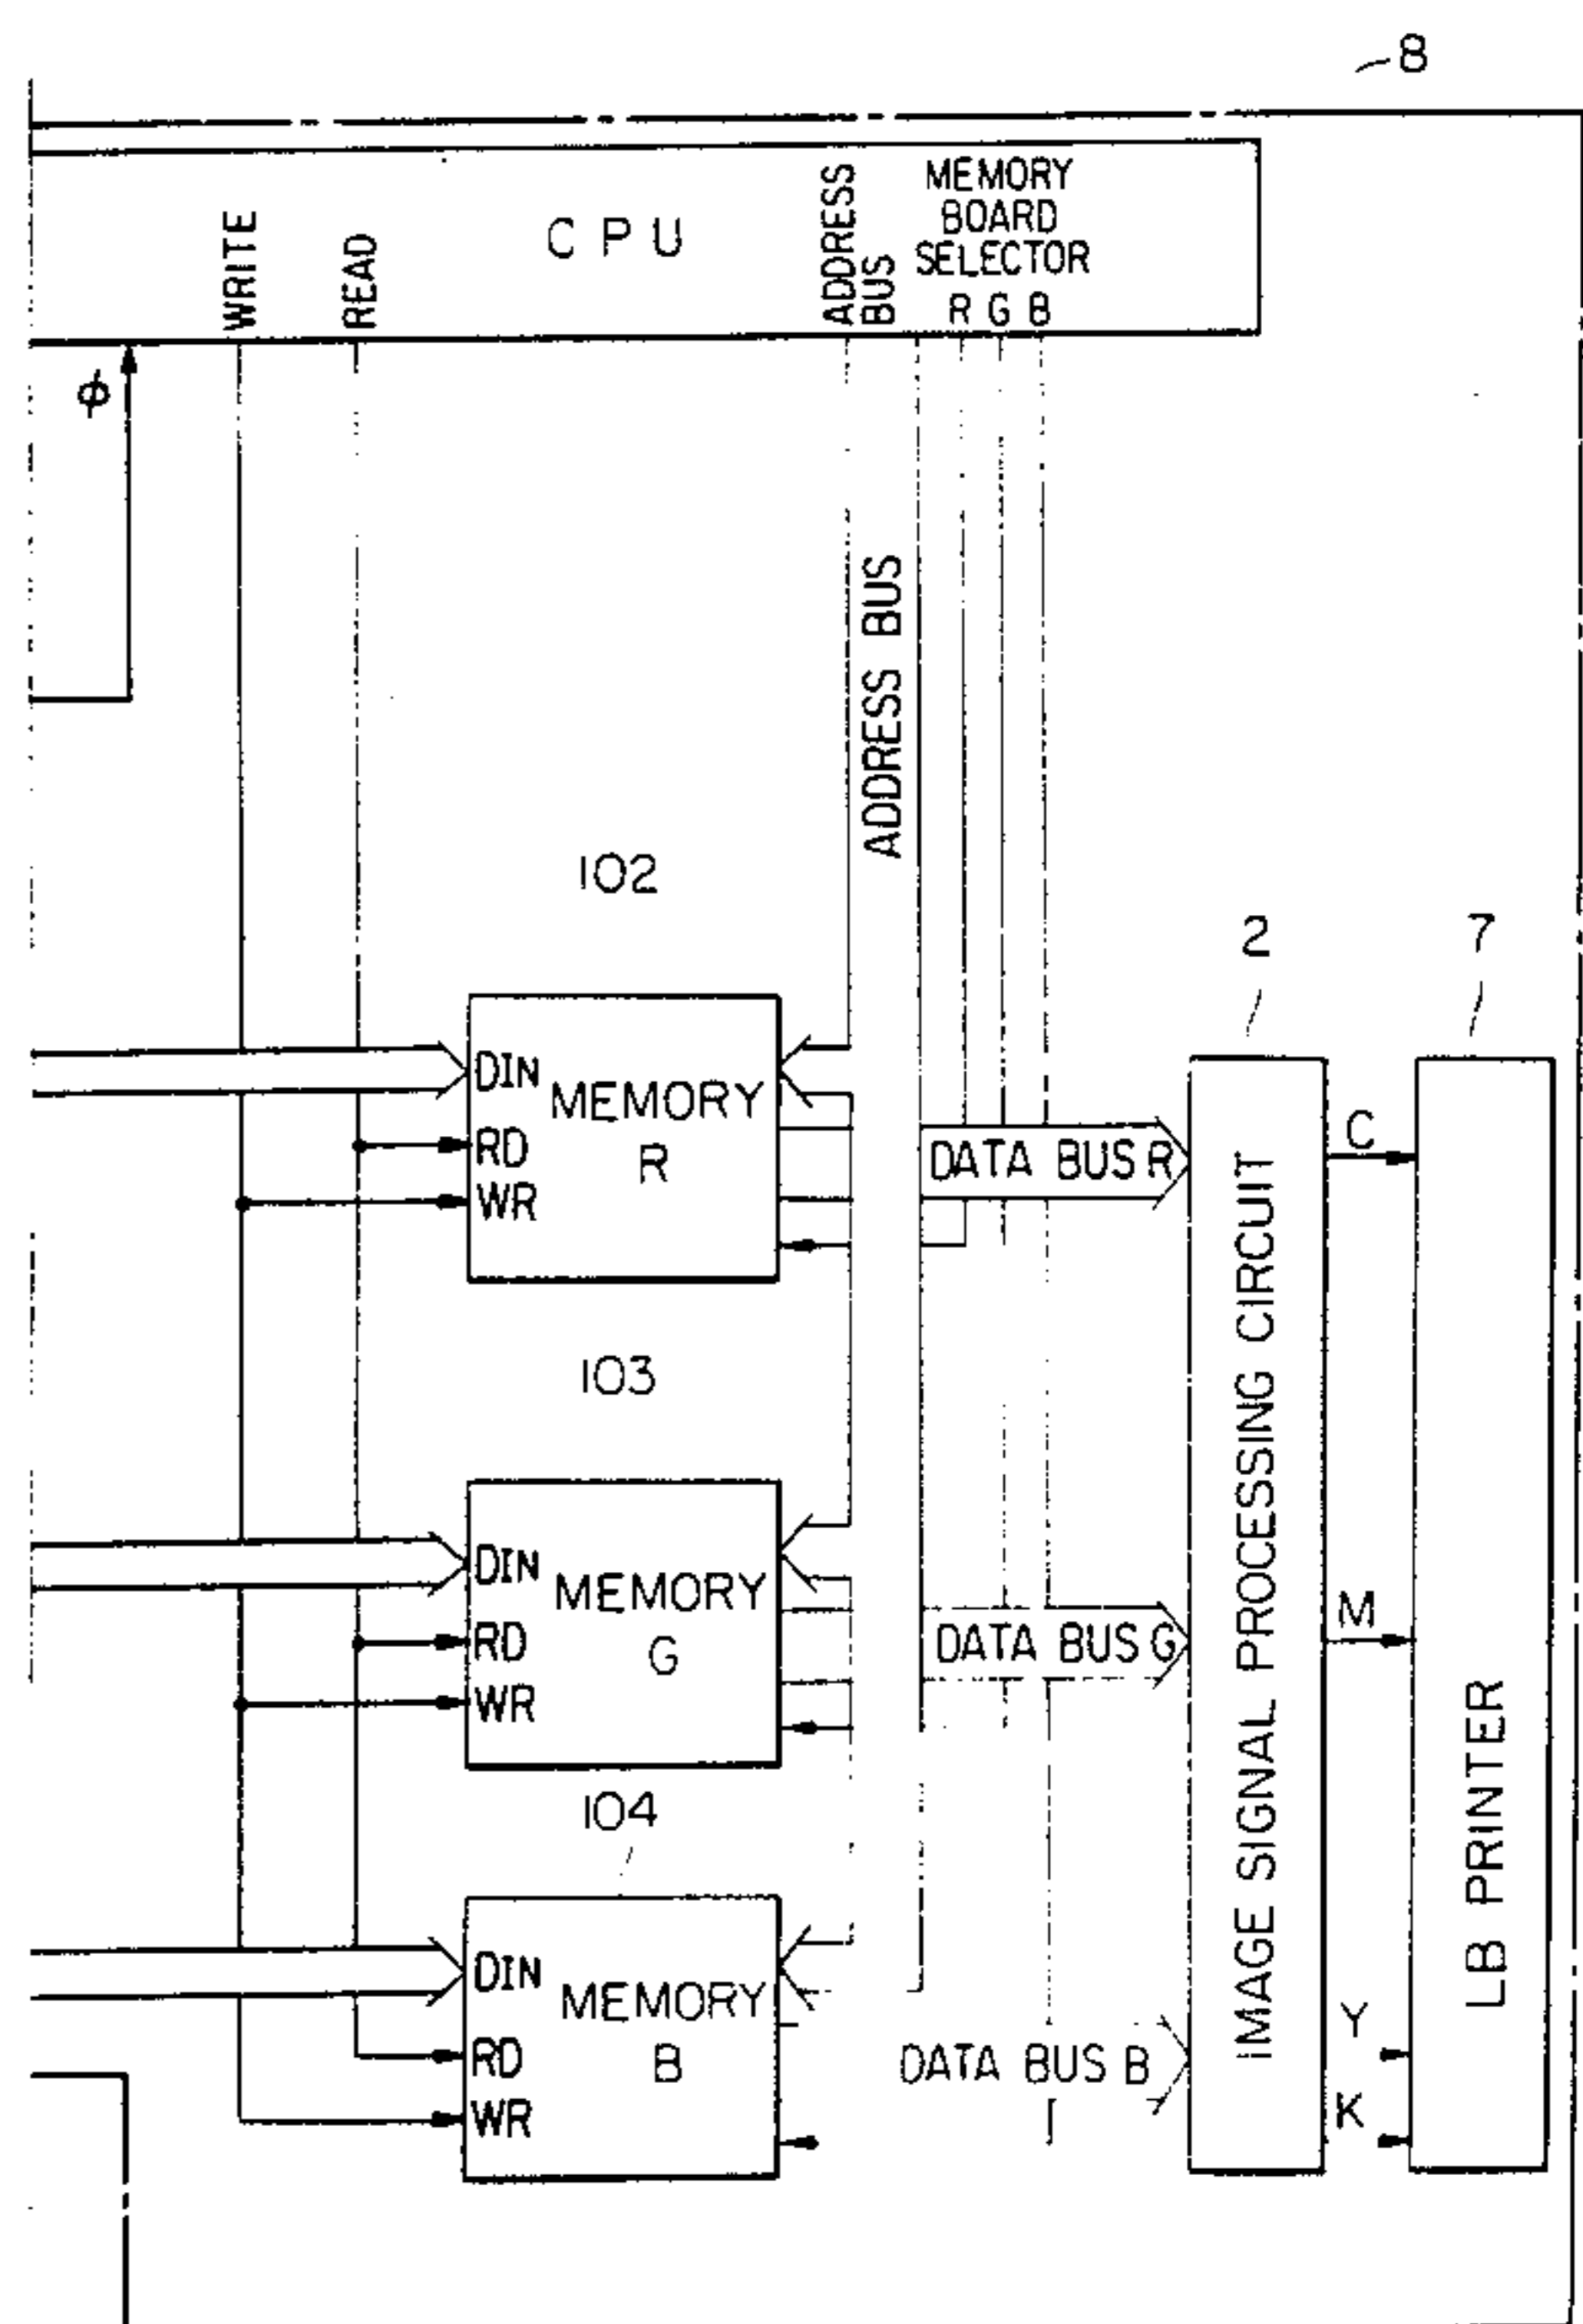 8
WRITE
READ
CPU
ADDRESS
BUS
MEMORY
BOARD
SELECTOR
R G B
ϕ
ADDRESS BUS
102
2
7
DIN
MEMORY
R
RD
WR
DATA BUS R
C
103
DIN
MEMORY
G
RD
WR
DATA BUS G
M
IMAGE SIGNAL PROCESSING CIRCUIT
LB PRINTER
104
DIN
MEMORY
B
RD
WR
DATA BUS B
Y
K